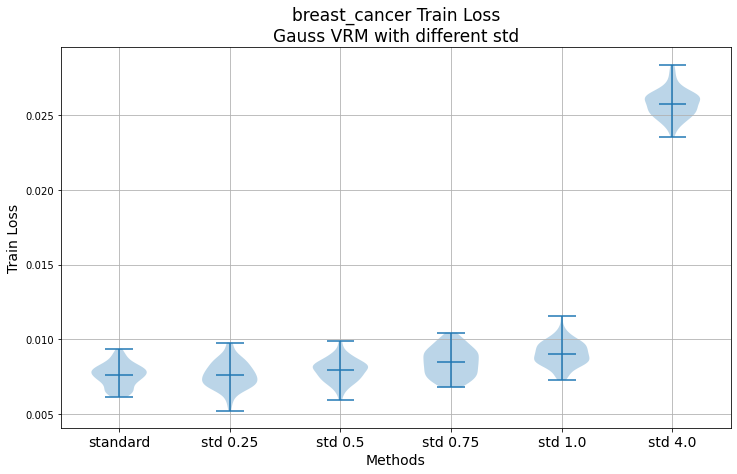 breast_cancer Train Loss
Gauss VRM with different std
Train Loss
0.025
0.020
0.015
0.010
0.005
standard std 0.25 std 0.5 std 0.75 std 1.0 std 4.0
Methods